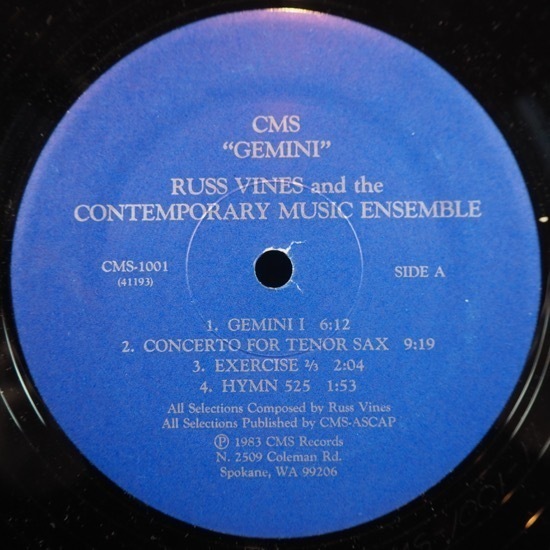 CMS
“GEMINI”
RUSS VINES and the
CONTEMPORARY MUSIC ENSEMBLE
CMS-1001
(41193)
SIDE A
1. GEMINI I 6:12
2. CONCERTO FOR TENOR SAX 9:19
3. EXERCISE ⅔ 2:04
4. HYMN 525 1:53
All Selections Composed by Russ Vines
All Selections Published by CMS-ASCAP
℗ 1983 CMS Records
N. 2509 Coleman Rd.
Spokane, WA 99206